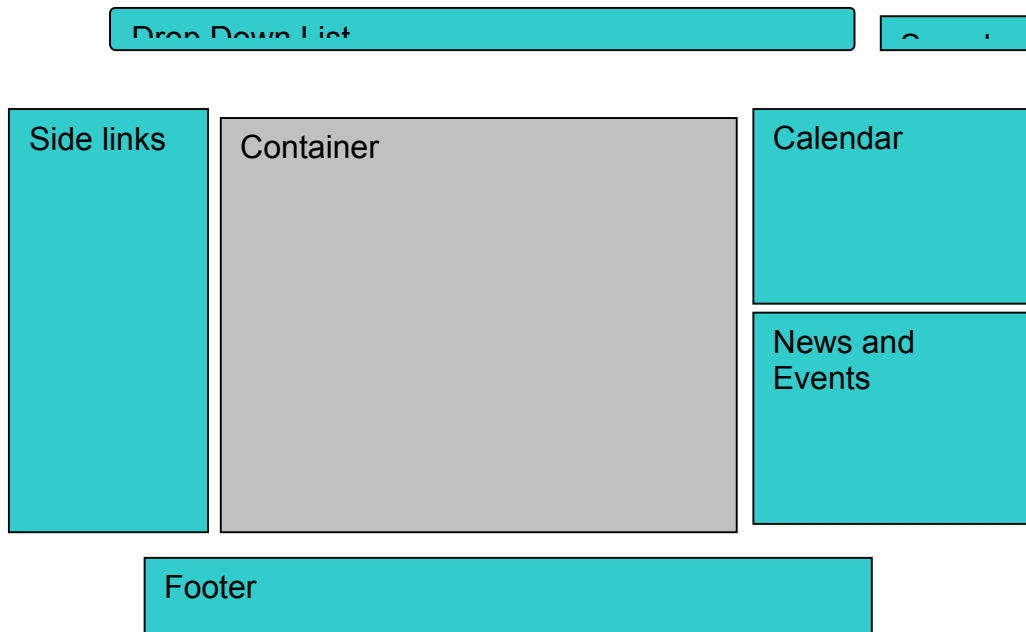 Drop Down List
Side links
Container
Calendar
News and
Events
Footer